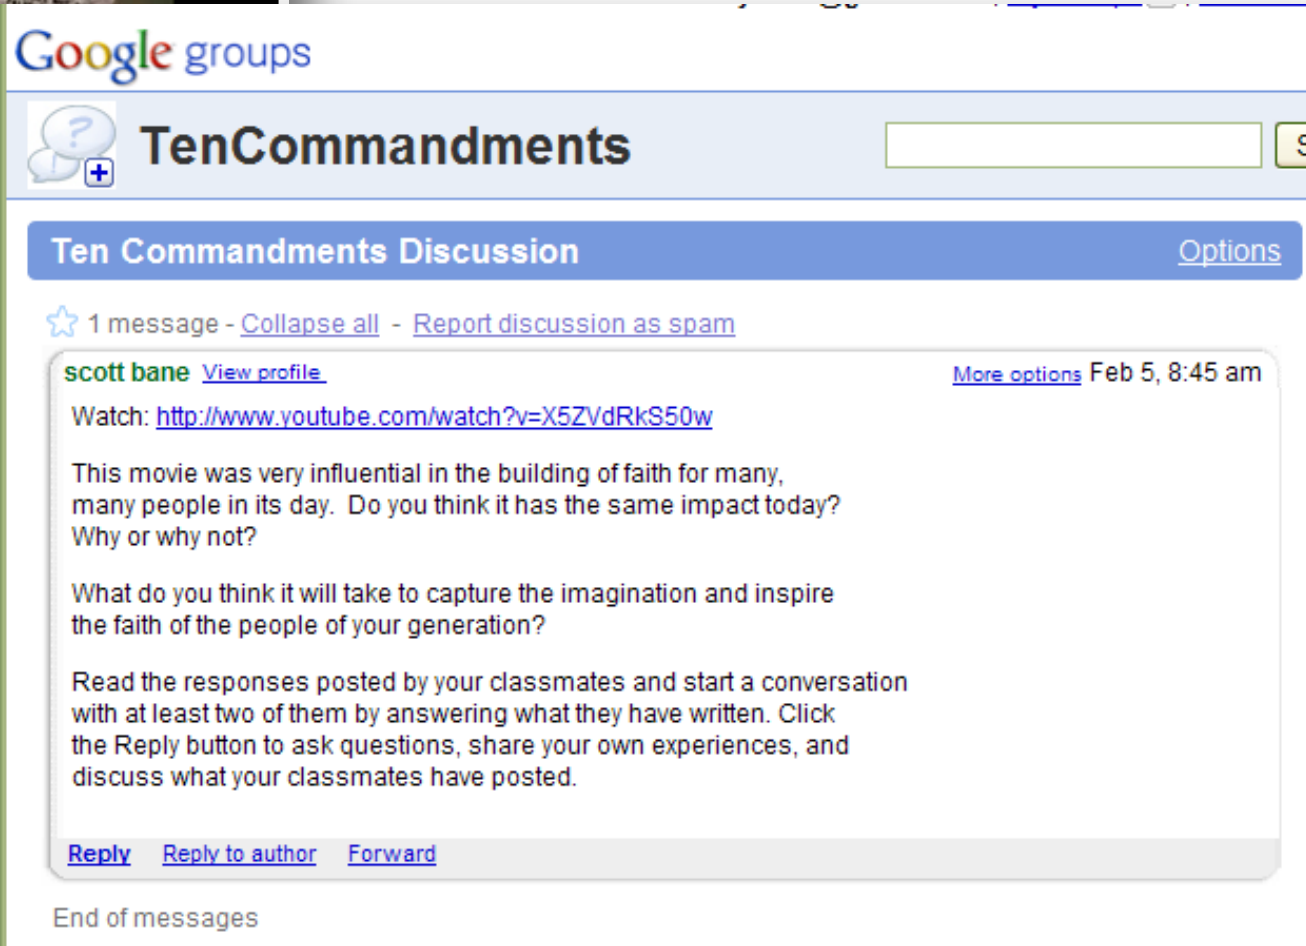 Google groups
TenCommandments
S
Ten Commandments Discussion Options
1 message - Collapse all - Report discussion as spam
scott bane View profile More options Feb 5, 8:45 am
Watch: http://www.youtube.com/watch?v=X5ZVdRkS50w
This movie was very influential in the building of faith for many,
many people in its day.  Do you think it has the same impact today?
Why or why not?
What do you think it will take to capture the imagination and inspire
the faith of the people of your generation?
Read the responses posted by your classmates and start a conversation
with at least two of them by answering what they have written. Click
the Reply button to ask questions, share your own experiences, and
discuss what your classmates have posted.
Reply Reply to author Forward
End of messages